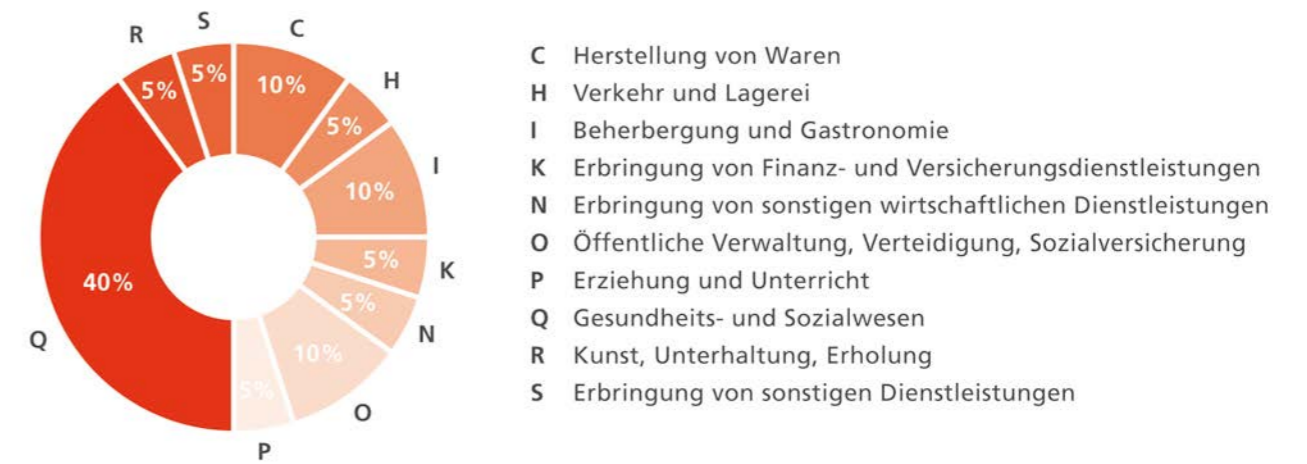 S
C
R
H
5%
5%
10%
5%
I
10%
5%
K
40%
5%
N
Q
10%
5%
O
P
C Herstellung von Waren
H Verkehr und Lagerei
I Beherbergung und Gastronomie
K Erbringung von Finanz- und Versicherungsdienstleistungen
N Erbringung von sonstigen wirtschaftlichen Dienstleistungen
O Öffentliche Verwaltung, Verteidigung, Sozialversicherung
P Erziehung und Unterricht
Q Gesundheits- und Sozialwesen
R Kunst, Unterhaltung, Erholung
S Erbringung von sonstigen Dienstleistungen